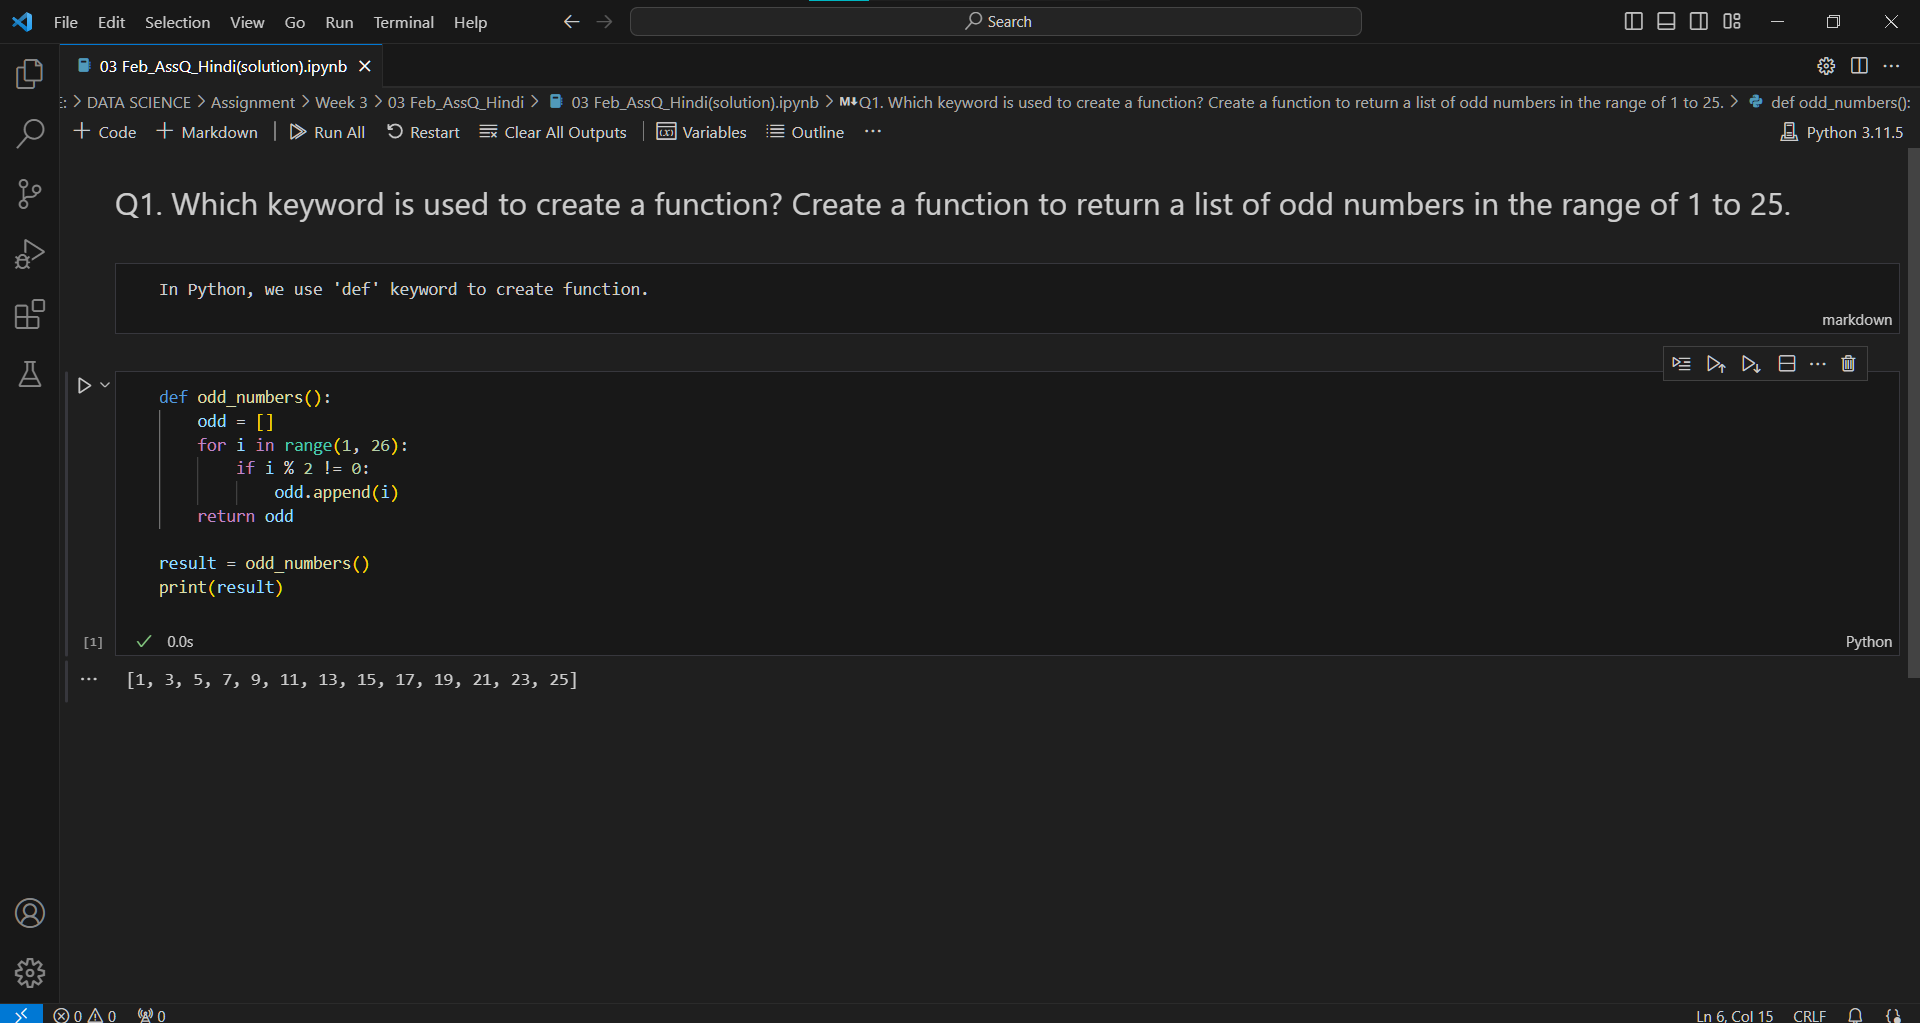 File Edit Selection View Go Run Terminal Help Search
03 Feb_AssQ_Hindi(solution).ipynb
E: > DATA SCIENCE > Assignment > Week 3 > 03 Feb_AssQ_Hindi > 03 Feb_AssQ_Hindi(solution).ipynb > M↓Q1. Which keyword is used to create a function? Create a function to return a list of odd numbers in the range of 1 to 25. > def odd_numbers():
+ Code + Markdown | Run All Restart Clear All Outputs | Variables Outline ··· Python 3.11.5
Q1. Which keyword is used to create a function? Create a function to return a list of odd numbers in the range of 1 to 25.
In Python, we use 'def' keyword to create function.
markdown
def odd_numbers():
    odd = []
    for i in range(1, 26):
        if i % 2 != 0:
            odd.append(i)
    return odd
result = odd_numbers()
print(result)
[1] 0.0s Python
··· [1, 3, 5, 7, 9, 11, 13, 15, 17, 19, 21, 23, 25]
0 0 0 Ln 6, Col 15 CRLF